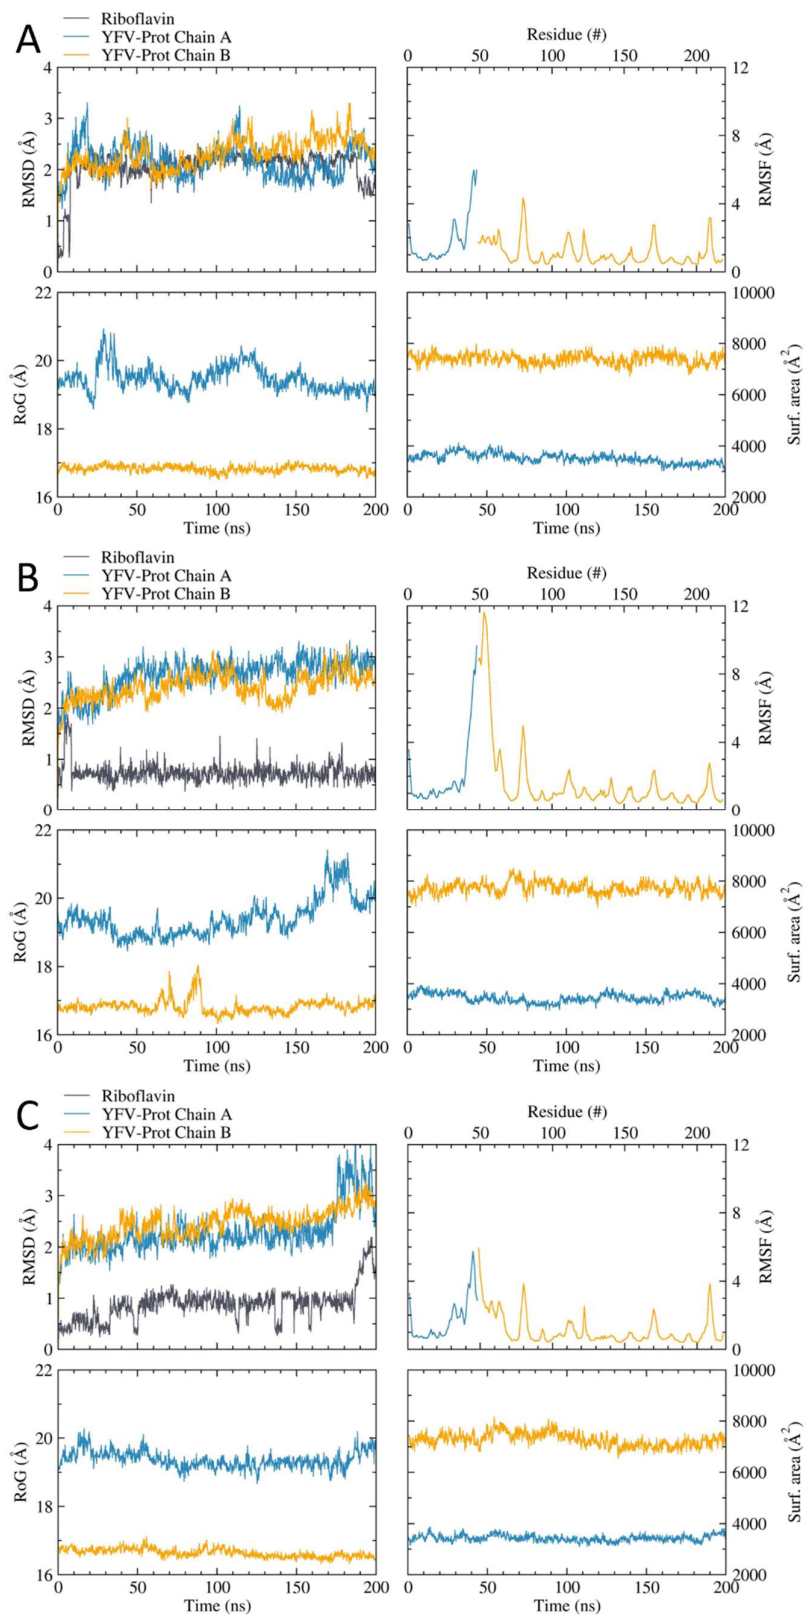 A
Riboflavin
YFV-Prot Chain A
YFV-Prot Chain B
Residue (#)
0 50 100 150 200
4
3
2
1
0
RMSD (Å)
12
8
4
0
RMSF (Å)
22
20
18
16
RoG (Å)
10000
8000
6000
4000
2000
Surf. area (Å2)
0 50 100 150 200
Time (ns)
0 50 100 150 200
Time (ns)
B
Riboflavin
YFV-Prot Chain A
YFV-Prot Chain B
Residue (#)
0 50 100 150 200
4
3
2
1
0
RMSD (Å)
12
8
4
0
RMSF (Å)
22
20
18
16
RoG (Å)
10000
8000
6000
4000
2000
Surf. area (Å2)
0 50 100 150 200
Time (ns)
0 50 100 150 200
Time (ns)
C
Riboflavin
YFV-Prot Chain A
YFV-Prot Chain B
Residue (#)
0 50 100 150 200
4
3
2
1
0
RMSD (Å)
12
8
4
0
RMSF (Å)
22
20
18
16
RoG (Å)
10000
8000
6000
4000
2000
Surf. area (Å2)
0 50 100 150 200
Time (ns)
0 50 100 150 200
Time (ns)